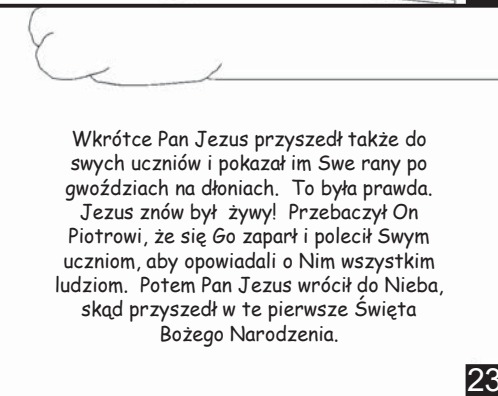 Wkrótce Pan Jezus przyszedł także do
swych uczniów i pokazał im Swe rany po
gwoździach na dłoniach. To była prawda.
Jezus znów był żywy! Przebaczył On
Piotrowi, że się Go zaparł i polecił Swym
uczniom, aby opowiadali o Nim wszystkim
ludziom. Potem Pan Jezus wrócił do Nieba,
skąd przyszedł w te pierwsze Święta
Bożego Narodzenia.
23